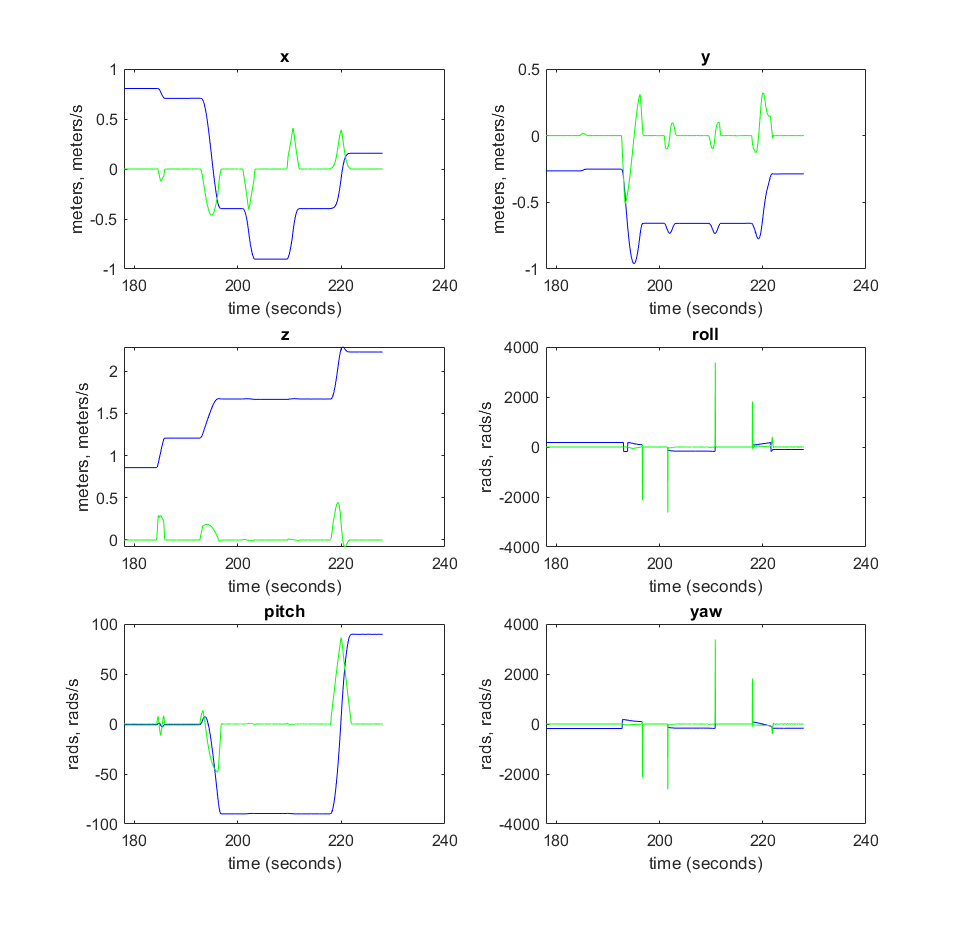 x
y
1
0.5
0
-0.5
-1
meters, meters/s
180 200 220 240
time (seconds)
0.5
0
-0.5
-1
meters, meters/s
180 200 220 240
time (seconds)
z
roll
2
1.5
1
0.5
0
meters, meters/s
180 200 220 240
time (seconds)
4000
2000
0
-2000
-4000
rads, rads/s
180 200 220 240
time (seconds)
pitch
yaw
100
50
0
-50
-100
rads, rads/s
180 200 220 240
time (seconds)
4000
2000
0
-2000
-4000
rads, rads/s
180 200 220 240
time (seconds)